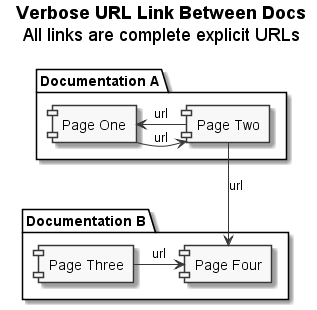 Verbose URL Link Between Docs
All links are complete explicit URLs
Documentation A
url
Page One
Page Two
url
url
Documentation B
url
Page Three
Page Four